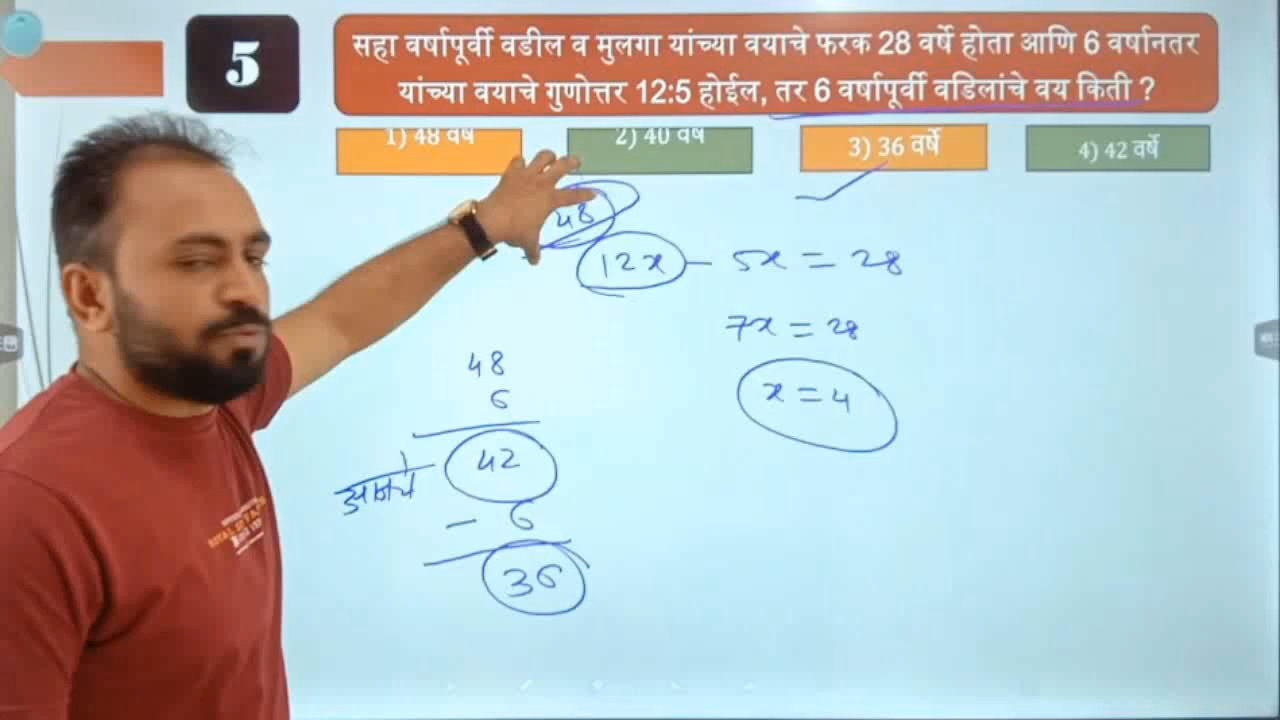 5
सहा वर्षापूर्वी वडील व मुलगा यांच्या वयाचे फरक 28 वर्षे होता आणि 6 वर्षानतर
यांच्या वयाचे गुणोत्तर 12:5 होईल, तर 6 वर्षापूर्वी वडिलांचे वय किती ?
1) 48 वर्ष
2) 40 वर्ष
3) 36 वर्षे
4) 42 वर्षे
48
12x – 5x = 28
7x = 28
x = 4
48
6
आजचे 42
– 6
36